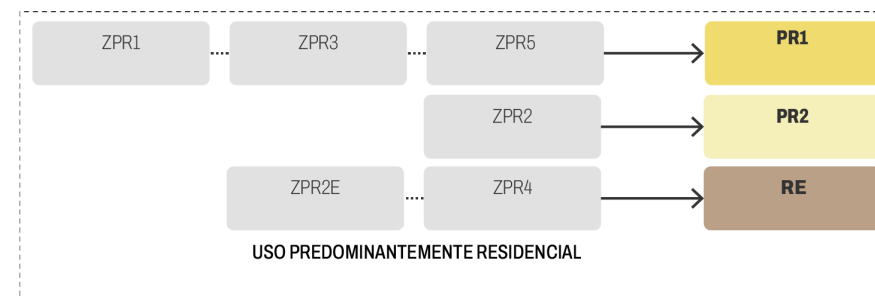 ZPR1 ZPR3 ZPR5 PR1
ZPR2 PR2
ZPR2E ZPR4 RE
USO PREDOMINANTEMENTE RESIDENCIAL